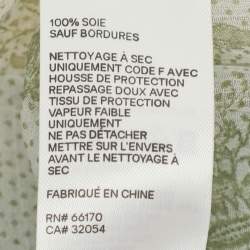 100% SOIE
SAUF BORDURES
NETTOYAGE À SEC
UNIQUEMENT CODE F AVEC
HOUSSE DE PROTECTION
REPASSAGE DOUX AVEC
TISSU DE PROTECTION
VAPEUR FAIBLE
UNIQUEMENT
NE PAS DÉTACHER
METTRE SUR L'ENVERS
AVANT LE NETTOYAGE À
SEC
FABRIQUÉ EN CHINE
RN# 66170
CA# 32054